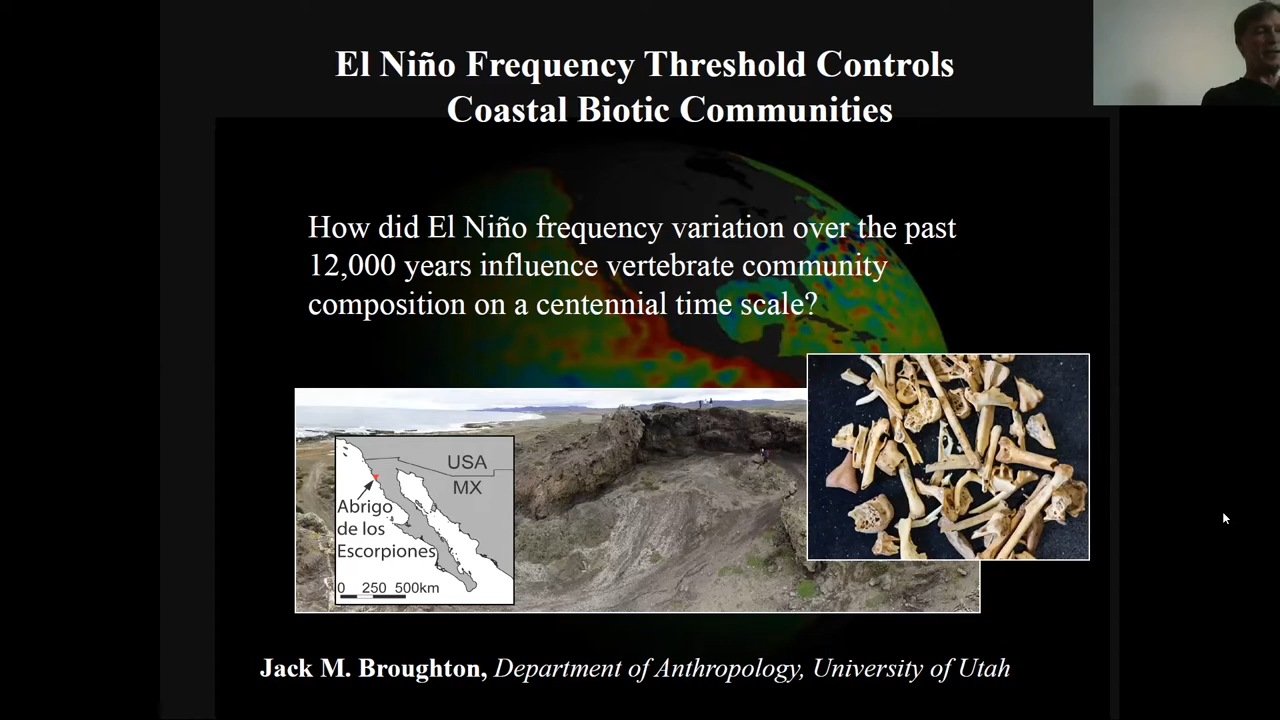 El Niño Frequency Threshold Controls
Coastal Biotic Communities
How did El Niño frequency variation over the past
12,000 years influence vertebrate community
composition on a centennial time scale?
USA
MX
Abrigo
de los
Escorpiones
0 250 500km
Jack M. Broughton, Department of Anthropology, University of Utah